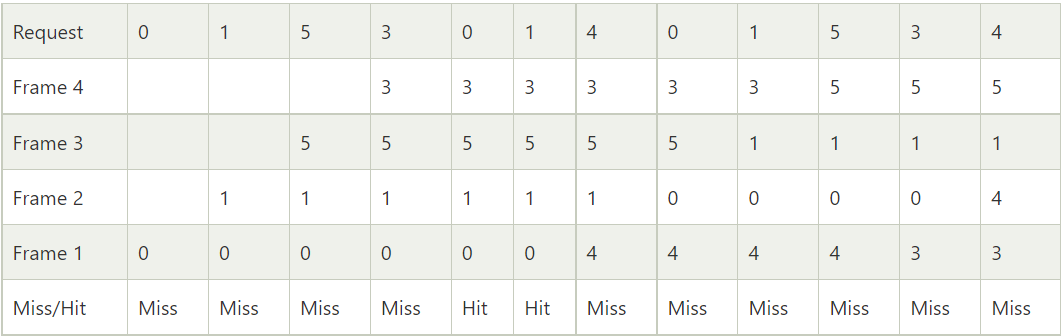 Request 0 1 5 3 0 1 4 0 1 5 3 4
Frame 4 3 3 3 3 3 3 5 5 5
Frame 3 5 5 5 5 5 5 1 1 1 1
Frame 2 1 1 1 1 1 1 0 0 0 0 4
Frame 1 0 0 0 0 0 0 4 4 4 4 3 3
Miss/Hit Miss Miss Miss Miss Hit Hit Miss Miss Miss Miss Miss Miss